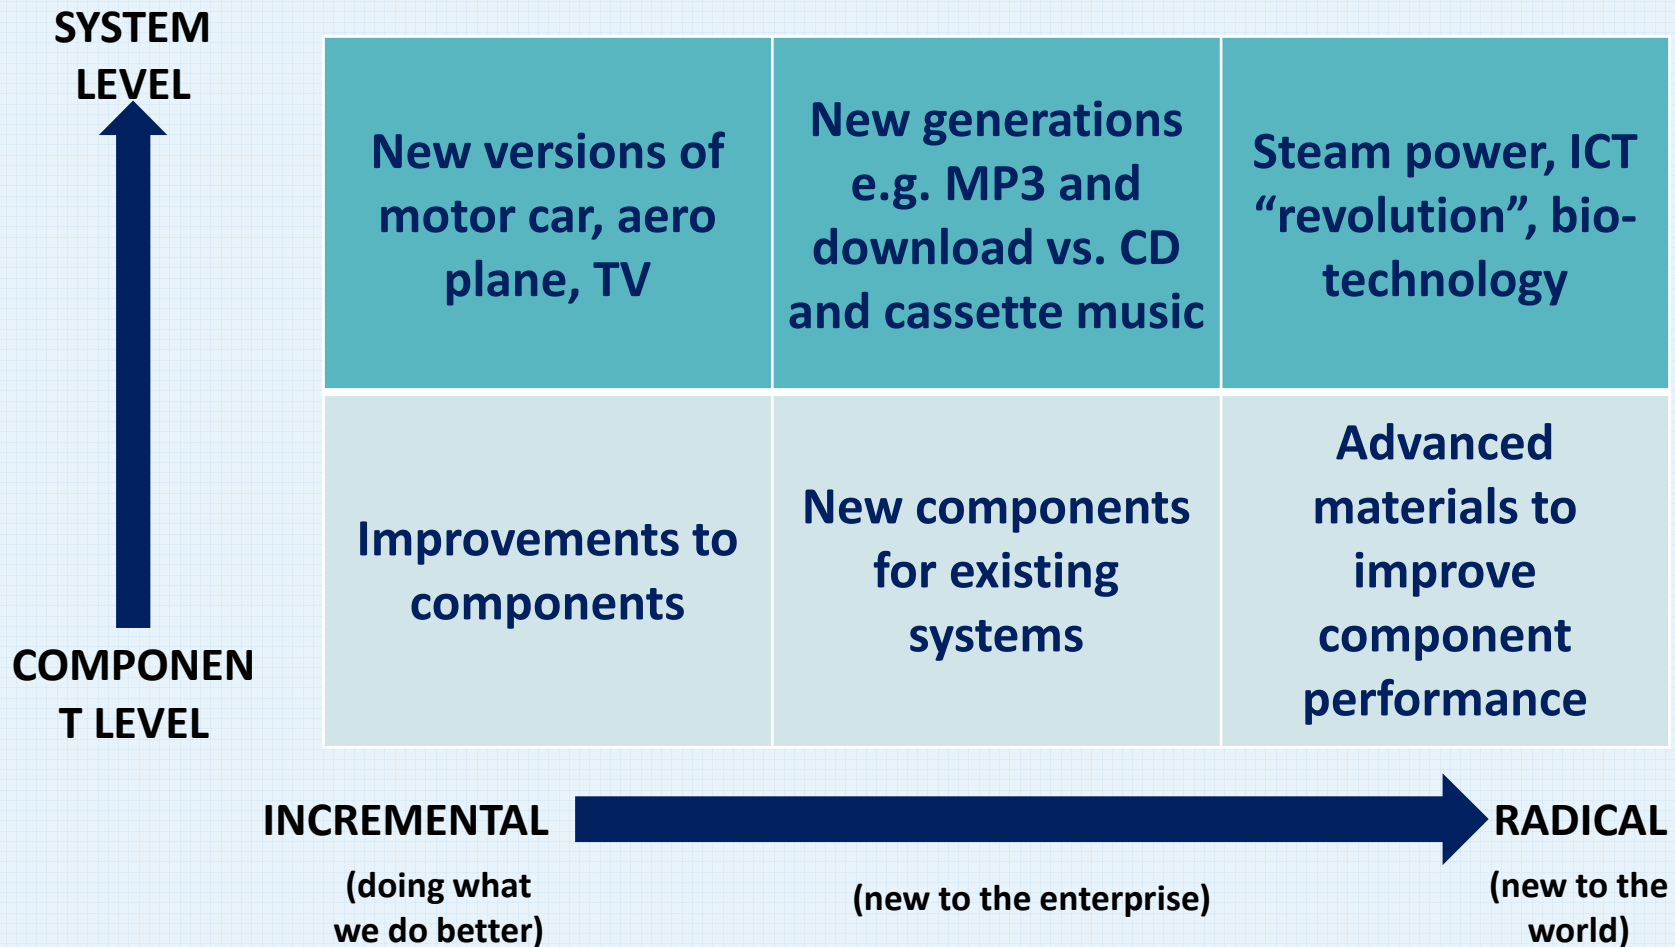 SYSTEM
LEVEL
New versions of
motor car, aero
plane, TV
New generations
e.g. MP3 and
download vs. CD
and cassette music
Steam power, ICT
“revolution”, bio-
technology
Improvements to
components
New components
for existing
systems
Advanced
materials to
improve
component
performance
COMPONEN
T LEVEL
INCREMENTAL
RADICAL
(doing what
we do better)
(new to the enterprise)
(new to the
world)